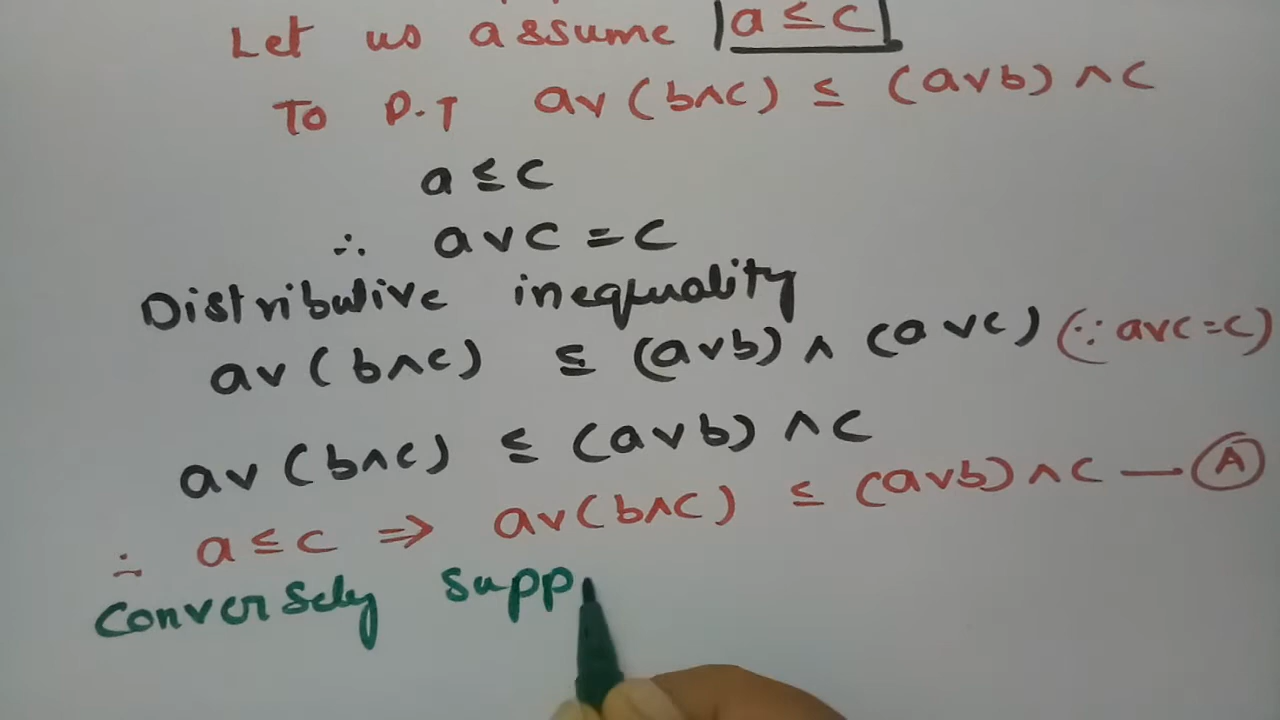 Let us assume a ≤ c
To P.T a∨(b∧c) ≤ (a∨b)∧c
a ≤ c
∴ a∨c = c
Distributive inequality
a∨(b∧c) ≤ (a∨b)∧(a∨c) (∵ a∨c=c)
a∨(b∧c) ≤ (a∨b)∧c
∴ a≤c ⇒ a∨(b∧c) ≤ (a∨b)∧c — Ⓐ
Conversely supp